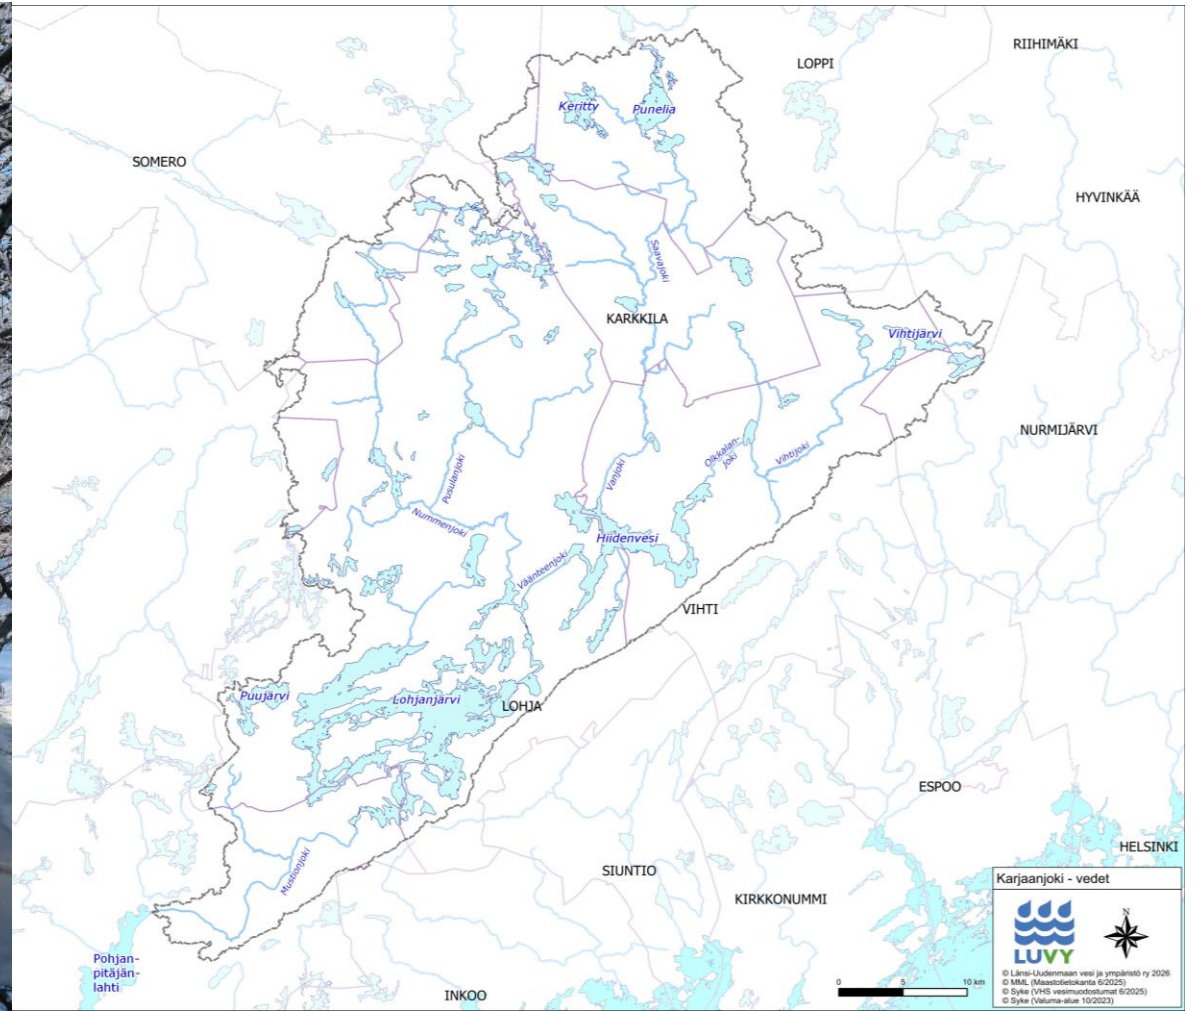 RIIHIMÄKI
LOPPI
Keritty
Punelia
SOMERO
HYVINKÄÄ
Saavajoki
KARKKILA
Vihtijärvi
NURMIJÄRVI
Olkkalan-
joki
Vihtijoki
Vanjoki
Pusulanjoki
Nummenjoki
Hiidenvesi
Väänteenjoki
VIHTI
Puujärvi
Lohjanjärvi
LOHJA
ESPOO
HELSINKI
Mustionjoki
SIUNTIO
KIRKKONUMMI
Pohjan-
pitäjän-
lahti
INKOO
0 5 10 km
Karjaanjoki - vedet
N
LUVY
© Länsi-Uudenmaan vesi ja ympäristö ry 2026
© MML (Maastotietokanta 6/2025)
© Syke (VHS vesimuodostumat 6/2025)
© Syke (Valuma-alue 10/2023)